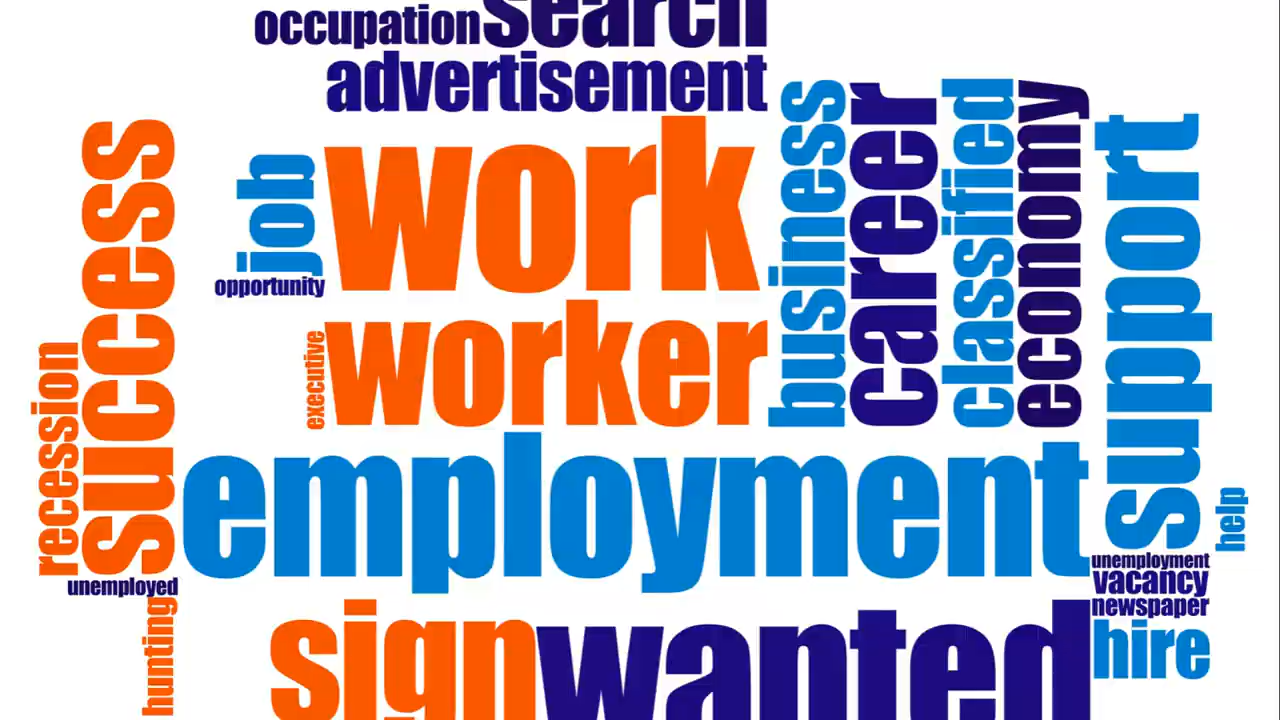 occupation
search
advertisement
work
job
opportunity
business
career
classified
economy
support
success
executive
worker
recession
employment
help
unemployed
unemployment
vacancy
newspaper
hire
hunting
sign
wanted